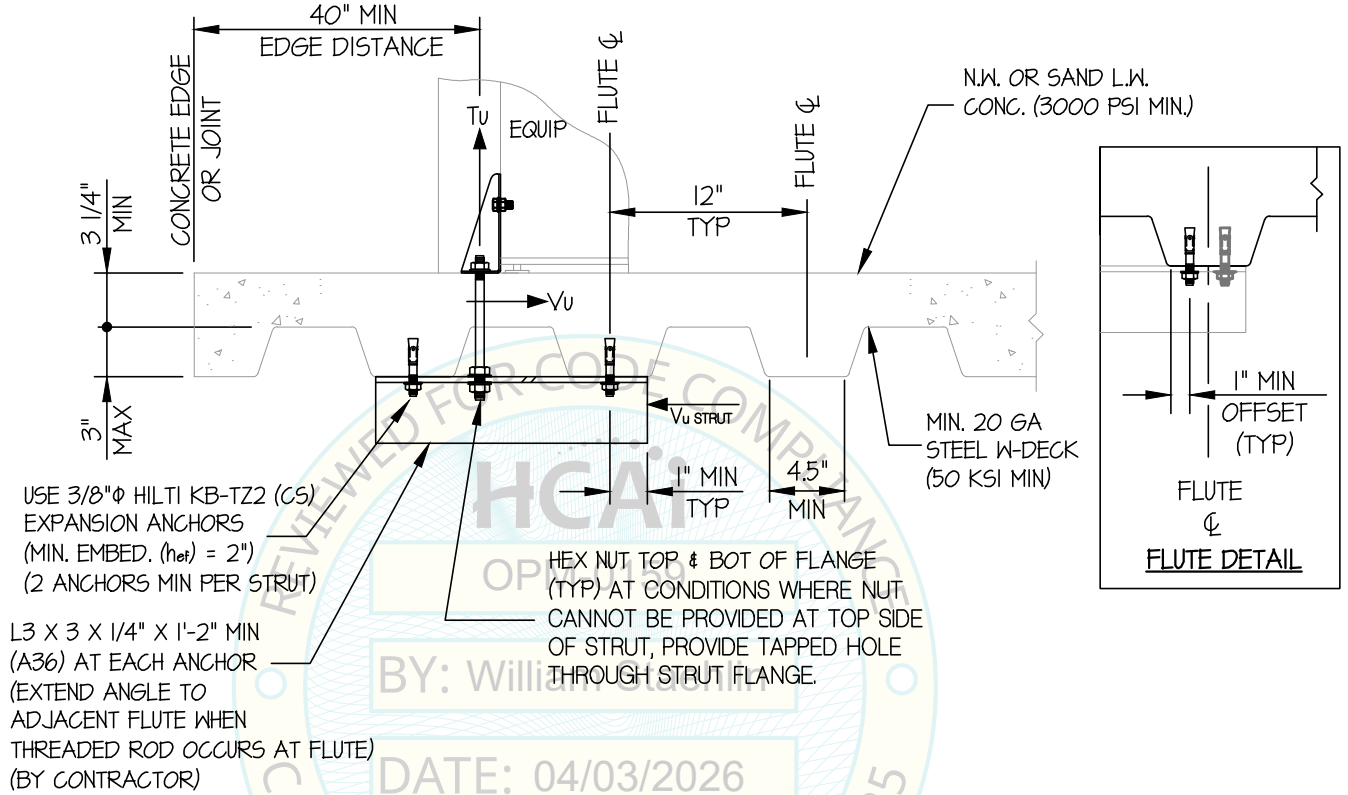 40" MIN
EDGE DISTANCE
CONCRETE EDGE
OR JOINT
Tu
EQUIP
FLUTE ℄
FLUTE ℄
12"
TYP
N.W. OR SAND L.W.
CONC. (3000 PSI MIN.)
3 1/4"
MIN
Vu
3"
MAX
Vu STRUT
1" MIN
TYP
4.5"
MIN
MIN. 20 GA
STEEL W-DECK
(50 KSI MIN)
1" MIN
OFFSET
(TYP)
FLUTE
℄
FLUTE DETAIL
USE 3/8"Φ HILTI KB-TZ2 (CS)
EXPANSION ANCHORS
(MIN. EMBED. (hef) = 2")
(2 ANCHORS MIN PER STRUT)
HEX NUT TOP & BOT OF FLANGE
(TYP) AT CONDITIONS WHERE NUT
CANNOT BE PROVIDED AT TOP SIDE
OF STRUT, PROVIDE TAPPED HOLE
THROUGH STRUT FLANGE.
L3 X 3 X 1/4" X 1'-2" MIN
(A36) AT EACH ANCHOR
(EXTEND ANGLE TO
ADJACENT FLUTE WHEN
THREADED ROD OCCURS AT FLUTE)
(BY CONTRACTOR)
REVIEWED FOR CODE COMPLIANCE
HCAi
OPM-0159
BY: William Staehlin
DATE: 04/03/2026